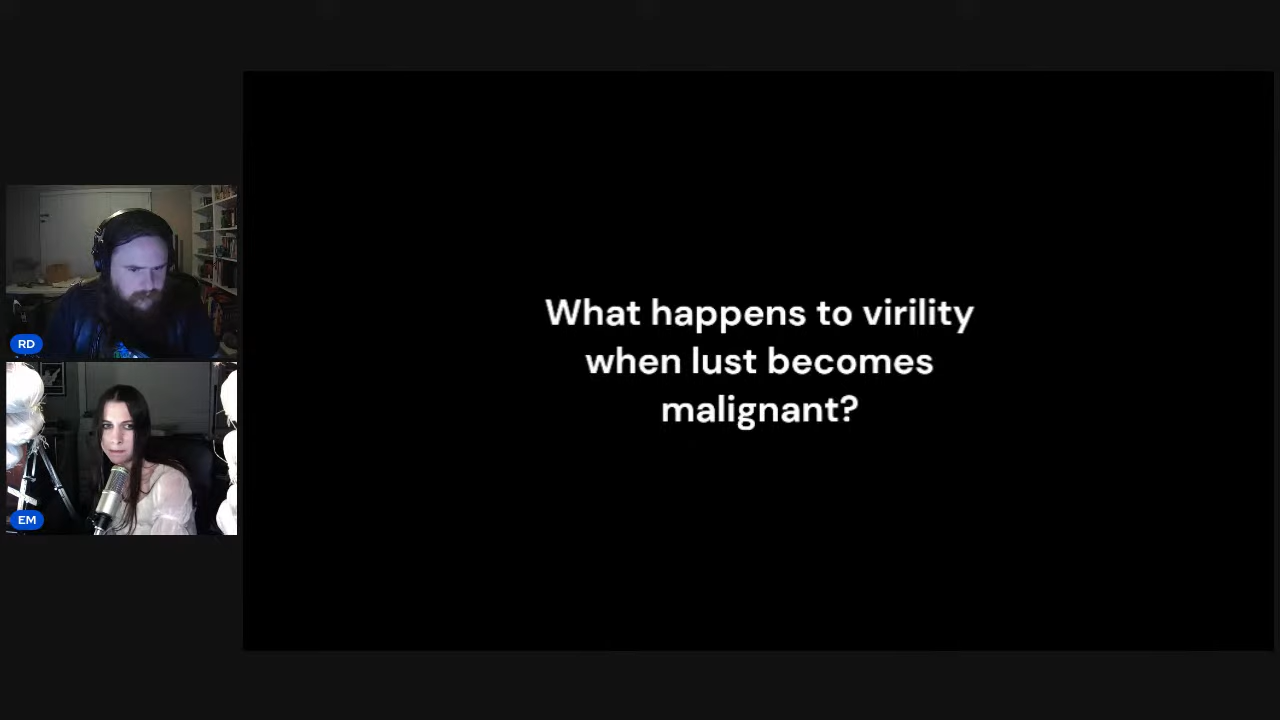 RD
EM
What happens to virility
when lust becomes
malignant?